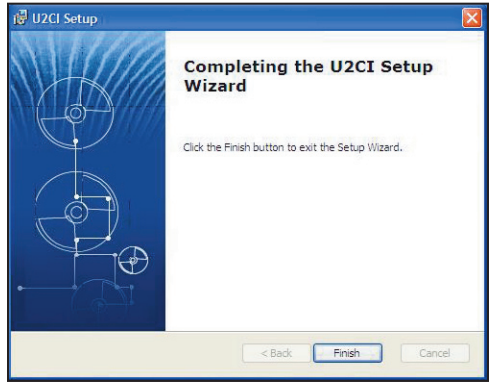 U2CI Setup
Completing the U2CI Setup
Wizard
Click the Finish button to exit the Setup Wizard.
< Back
Finish
Cancel